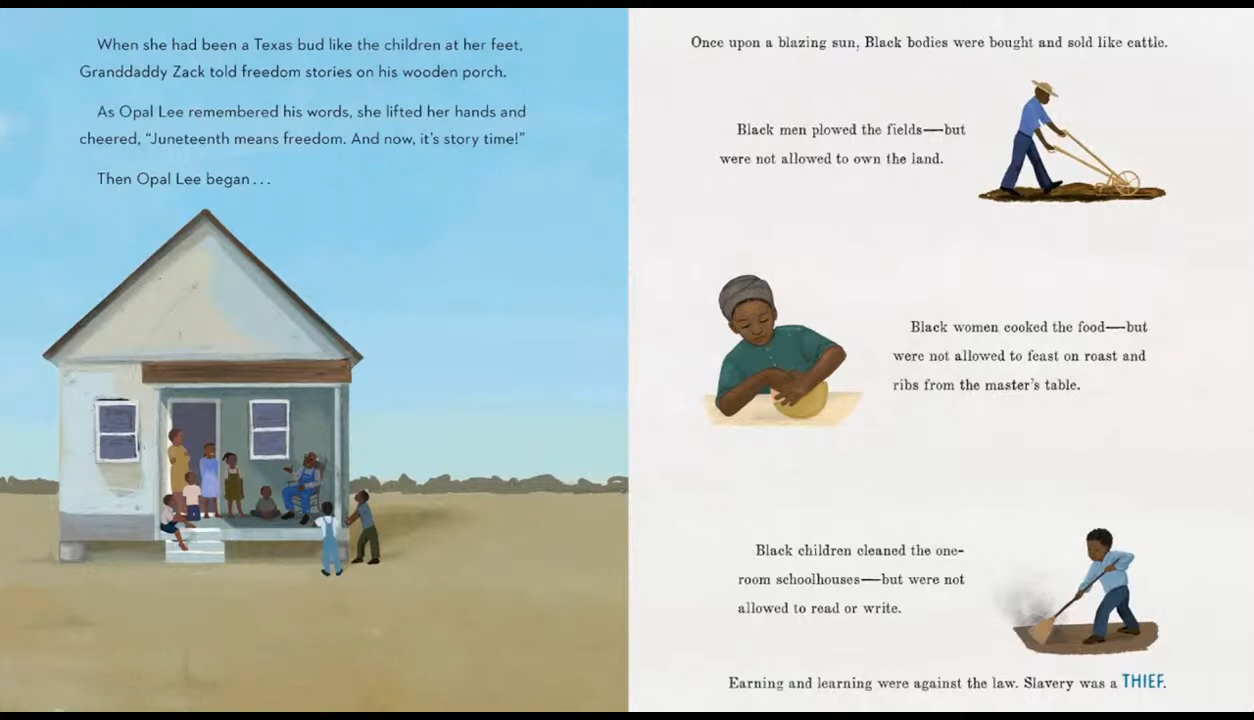 When she had been a Texas bud like the children at her feet,
Granddaddy Zack told freedom stories on his wooden porch.
As Opal Lee remembered his words, she lifted her hands and
cheered, “Juneteenth means freedom. And now, it’s story time!”
Then Opal Lee began...
Once upon a blazing sun, Black bodies were bought and sold like cattle.
Black men plowed the fields—but
were not allowed to own the land.
Black women cooked the food—but
were not allowed to feast on roast and
ribs from the master’s table.
Black children cleaned the one-
room schoolhouses—but were not
allowed to read or write.
Earning and learning were against the law. Slavery was a THIEF.